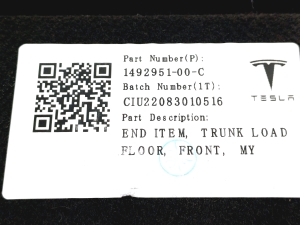 Part Number(P):
1492951-00-C
Batch Number(1T):
CIU22083010516
TESLA
Part Description:
END ITEM, TRUNK LOAD
FLOOR, FRONT, MY